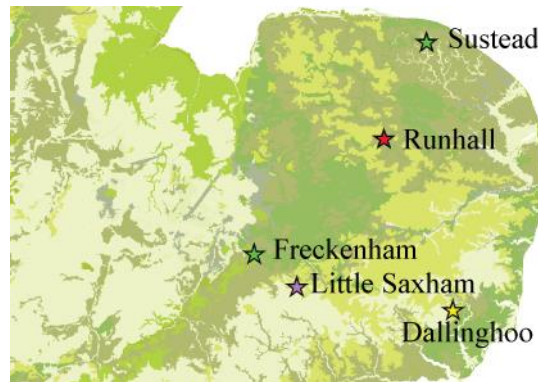 Sustead
Runhall
Freckenham
Little Saxham
Dallinghoo